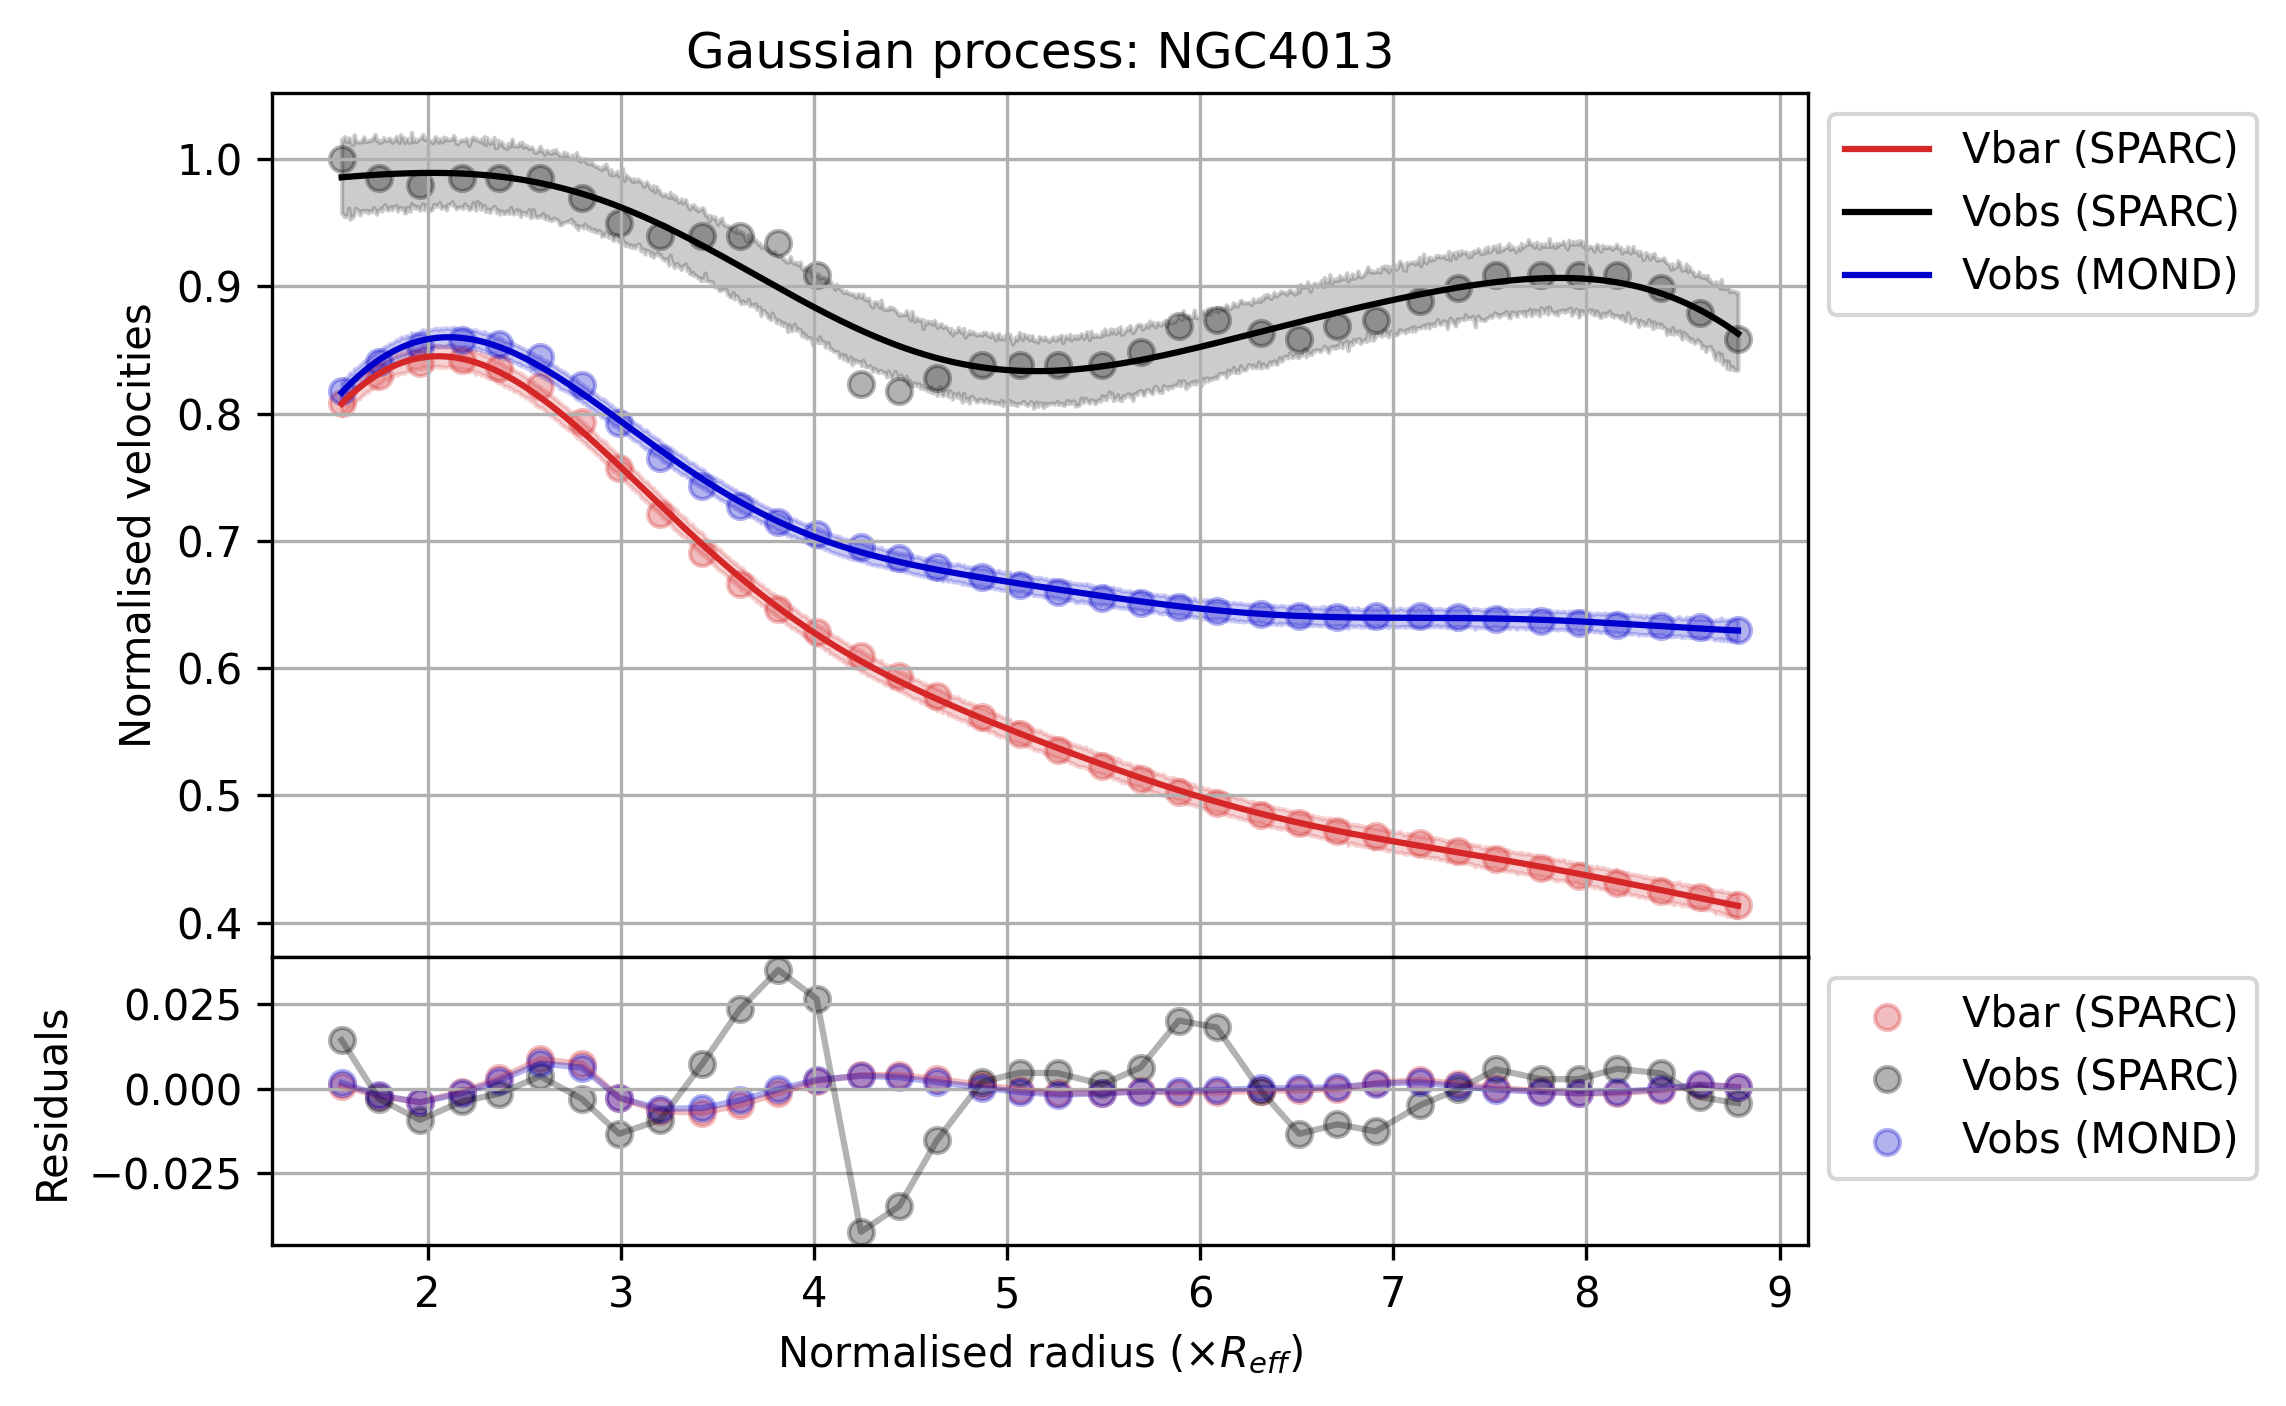 Gaussian process: NGC4013
Normalised velocities
1.0
0.9
0.8
0.7
0.6
0.5
0.4
Vbar (SPARC)
Vobs (SPARC)
Vobs (MOND)
Residuals
0.025
0.000
−0.025
Vbar (SPARC)
Vobs (SPARC)
Vobs (MOND)
2 3 4 5 6 7 8 9
Normalised radius (×R_eff)